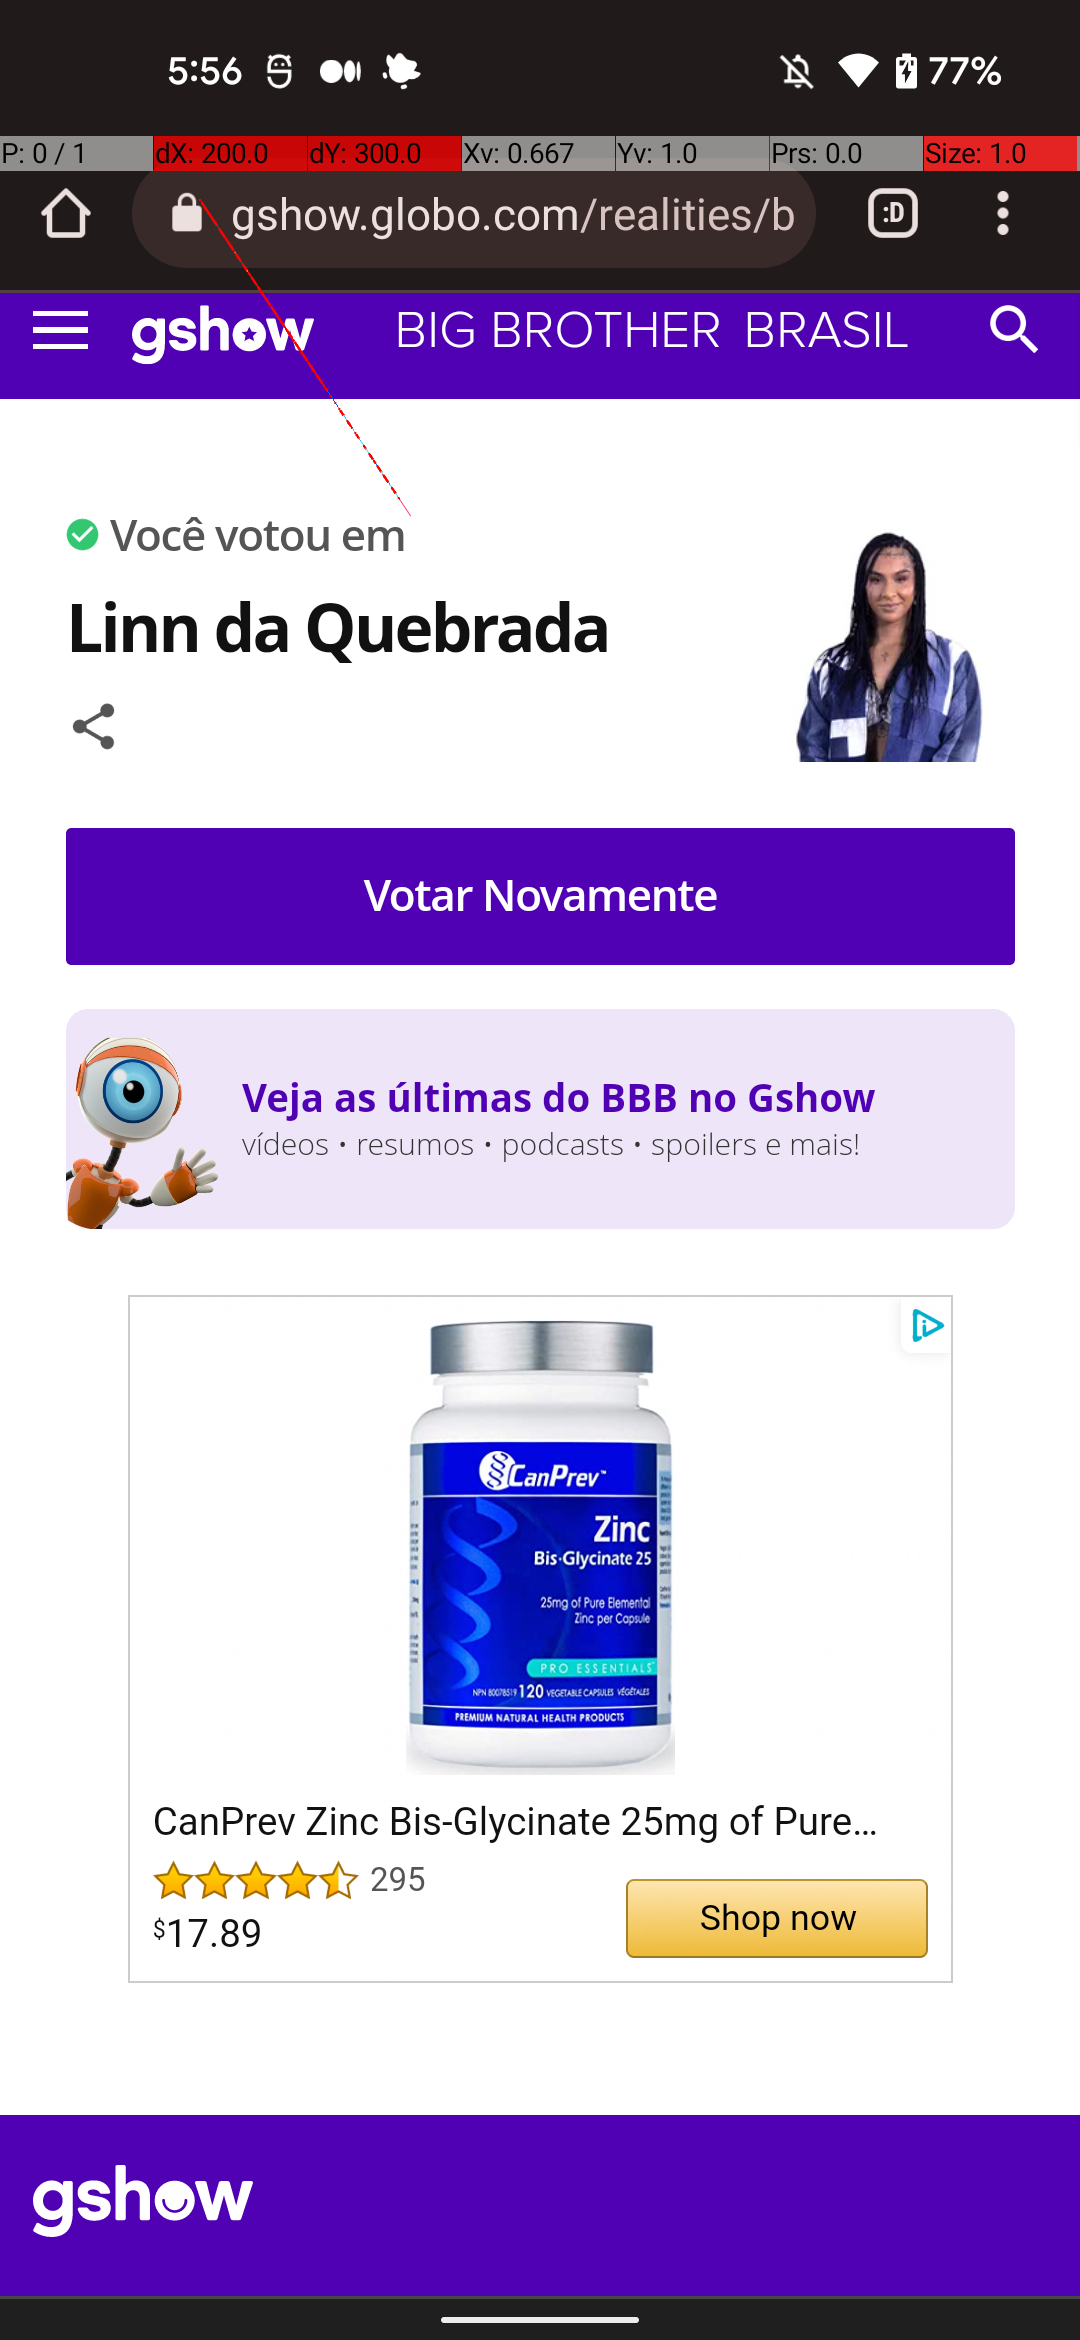 5:56 77%
P: 0 / 1 dX: 200.0 dY: 300.0 Xv: 0.667 Yv: 1.0 Prs: 0.0 Size: 1.0
gshow.globo.com/realities/b :D
gshow BIG BROTHER BRASIL
Você votou em
Linn da Quebrada
Votar Novamente
Veja as últimas do BBB no Gshow
vídeos • resumos • podcasts • spoilers e mais!
CanPrev™
Zinc
Bis-Glycinate 25
25mg of Pure Elemental
Zinc per Capsule
PRO ESSENTIALS™
NPN 80078519 120 VEGETABLE CAPSULES VÉGÉTALES
PREMIUM NATURAL HEALTH PRODUCTS
CanPrev Zinc Bis-Glycinate 25mg of Pure...
295
$17.89
Shop now
gshow